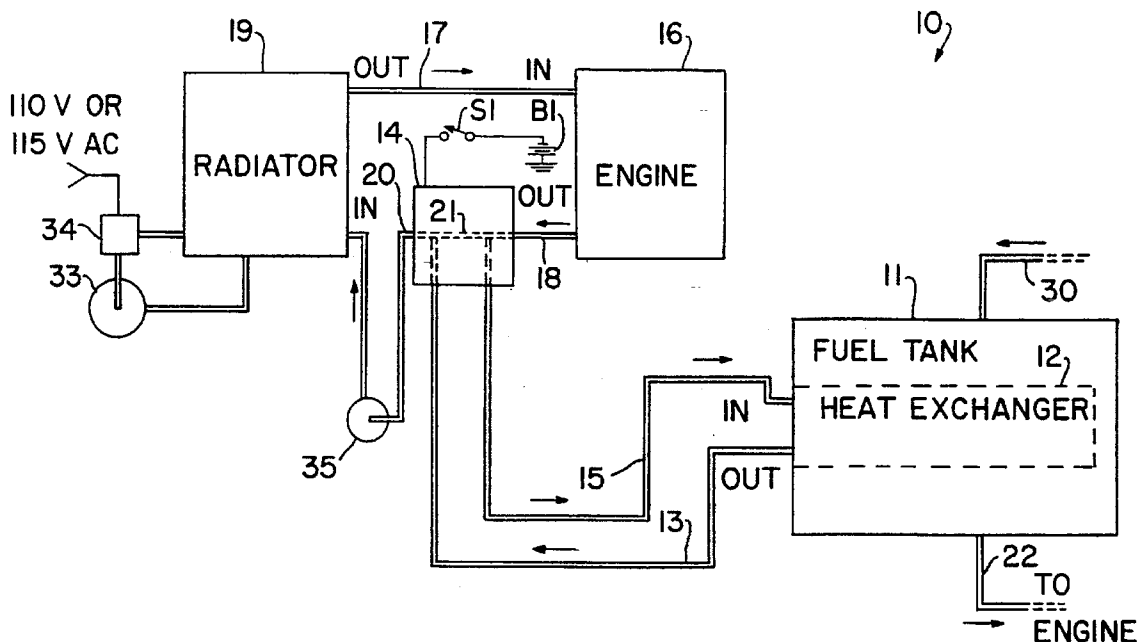 10
19
17
16
OUT
IN
110 V OR
115 V AC
S1
B1
14
RADIATOR
ENGINE
20
OUT
IN
21
34
18
33
30
11
FUEL TANK
12
HEAT EXCHANGER
IN
35
15
OUT
13
22
TO
ENGINE